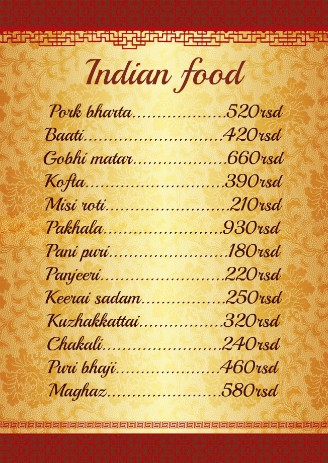 Indian food
Pork bharta......................520rsd
Baati.................................420rsd
Gobhi matar......................660rsd
Kofta.................................390rsd
Misi roti.............................210rsd
Pakhala............................930rsd
Pani puri............................180rsd
Panjeeri.............................220rsd
Keerai sadam....................250rsd
Kuzhakkattai....................320rsd
Chakali.............................240rsd
Puri bhaji........................460rsd
Maghaz...........................580rsd